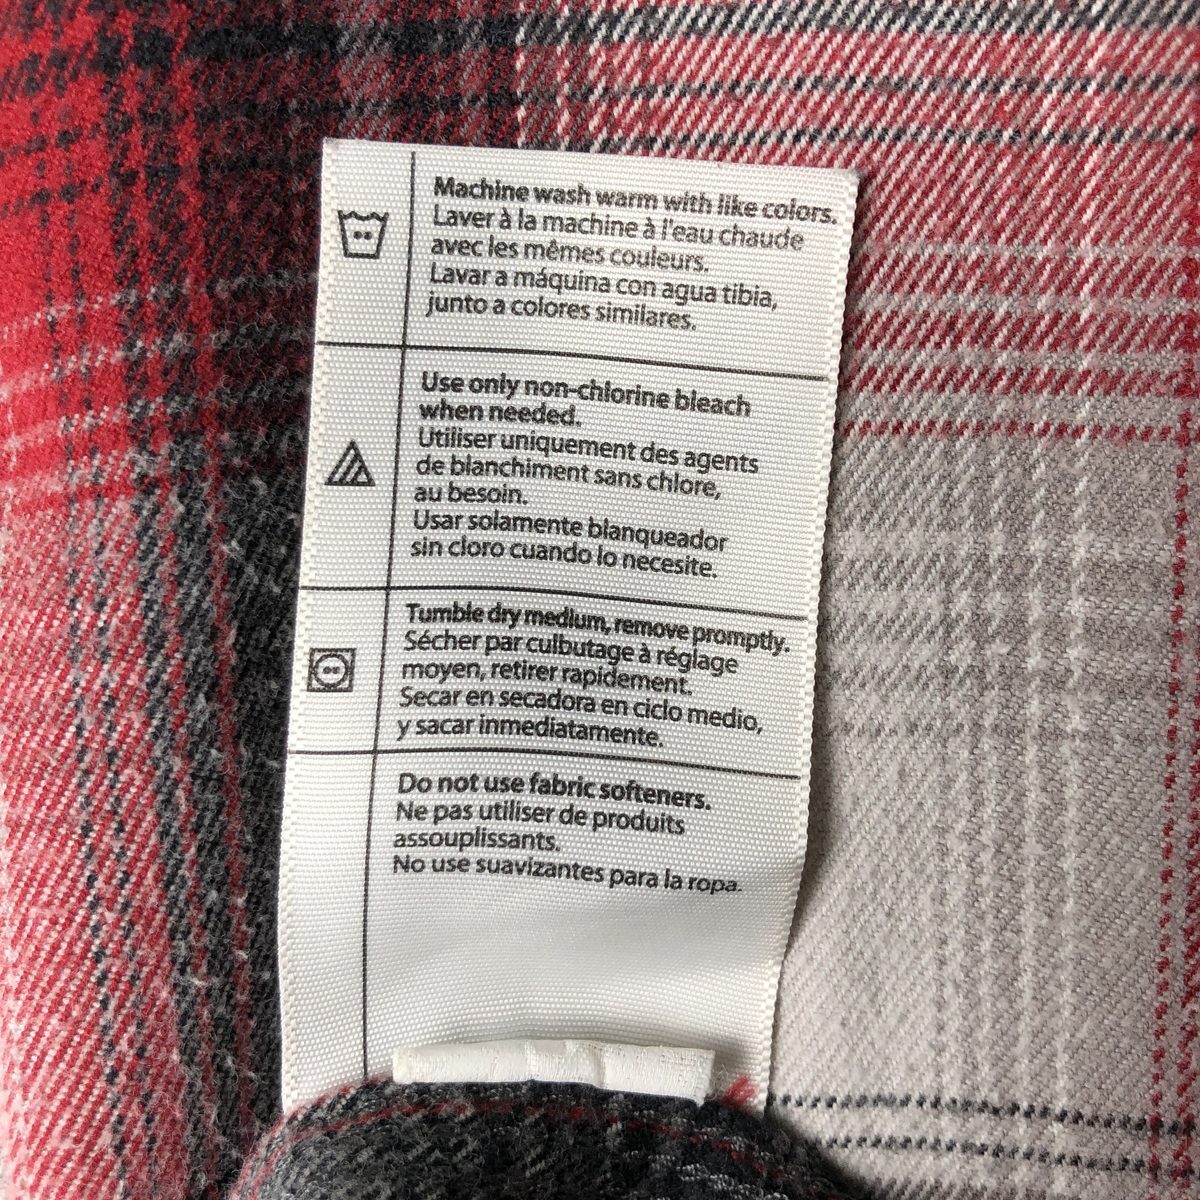 Machine wash warm with like colors.
Laver à la machine à l'eau chaude
avec les mêmes couleurs.
Lavar a máquina con agua tibia,
junto a colores similares.
Use only non-chlorine bleach
when needed.
Utiliser uniquement des agents
de blanchiment sans chlore,
au besoin.
Usar solamente blanqueador
sin cloro cuando lo necesite.
Tumble dry medium, remove promptly.
Sécher par culbutage à réglage
moyen, retirer rapidement.
Secar en secadora en ciclo medio,
y sacar inmediatamente.
Do not use fabric softeners.
Ne pas utiliser de produits
assouplissants.
No use suavizantes para la ropa.